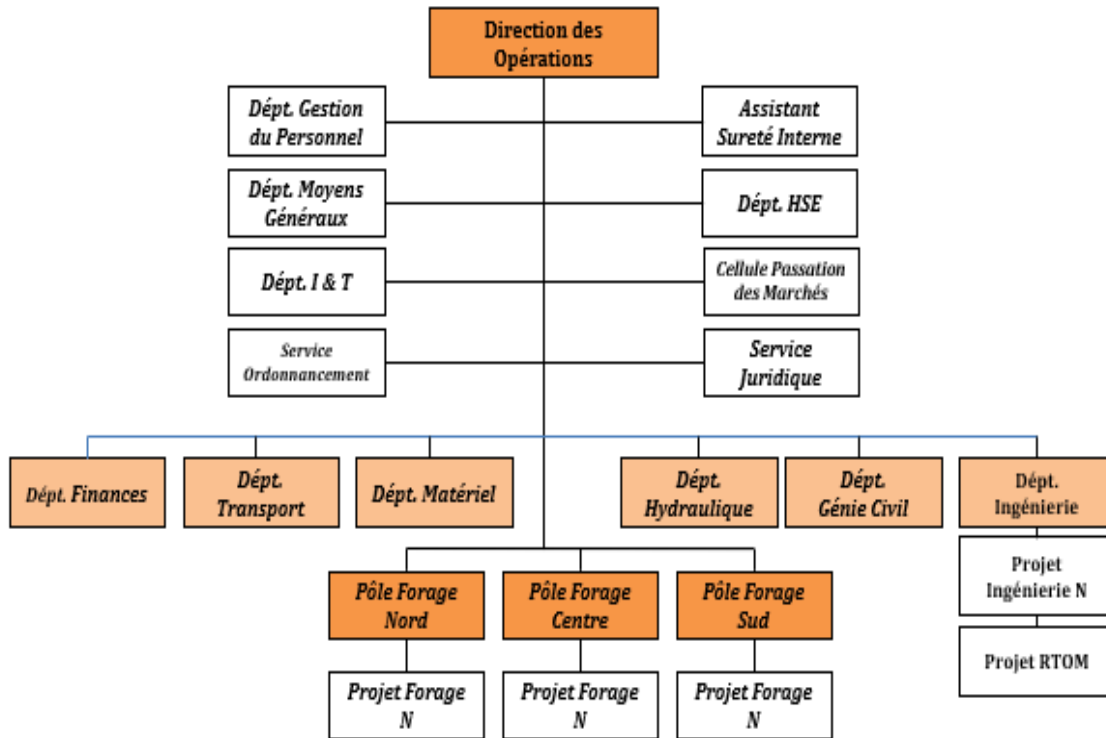 Direction des
Opérations
Dépt. Gestion
du Personnel
Assistant
Sureté Interne
Dépt. Moyens
Généraux
Dépt. HSE
Dépt. I & T
Cellule Passation
des Marchés
Service
Ordonnancement
Service
Juridique
Dépt. Finances
Dépt.
Transport
Dépt. Matériel
Dépt.
Hydraulique
Dépt.
Génie Civil
Dépt.
Ingénierie
Projet
Ingénierie N
Projet RTOM
Pôle Forage
Nord
Pôle Forage
Centre
Pôle Forage
Sud
Projet Forage
N
Projet Forage
N
Projet Forage
N